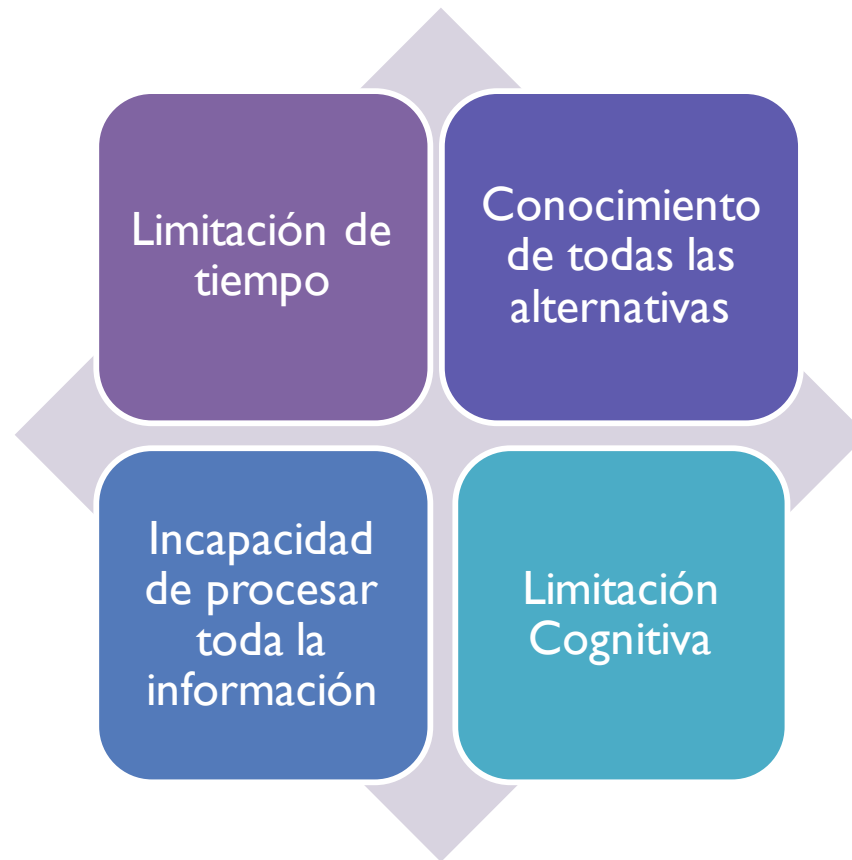 Limitación de
tiempo
Conocimiento
de todas las
alternativas
Incapacidad
de procesar
toda la
información
Limitación
Cognitiva